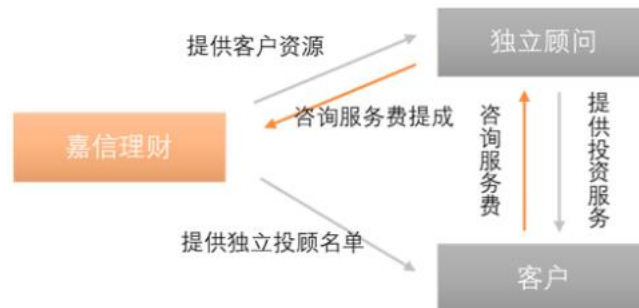 提供客户资源
独立顾问
嘉信理财
咨询服务费提成
咨询服务费
提供投资服务
提供独立投顾名单
客户